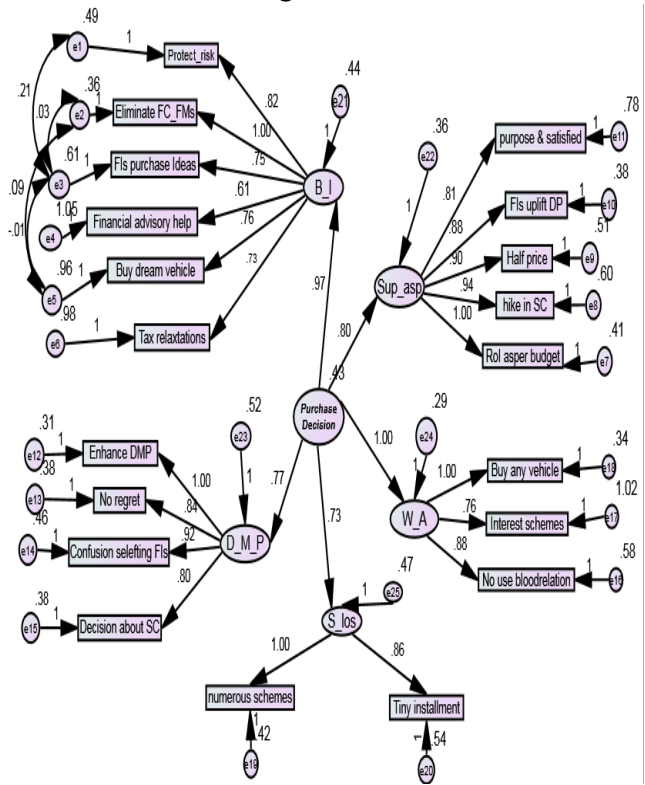 .49
e1
1
Protect_risk
.21
.03
.36
e2
1
Eliminate FC_FMs
.82
1.00
.44
e21
1
.61
e3
1
FIs purchase Ideas
.75
B_I
.09
-.01
1.05
e4
1
Financial advisory help
.61
.76
.73
.96
e5
1
Buy dream vehicle
.98
e6
1
Tax relaxtations
.97
.36
e22
1
Sup_asp
.80
purpose & satisfied
1
e11
.78
.81
FIs uplift DP
1
e10
.38
.88
Half price
1
e9
.51
.90
hike in SC
1
e8
.60
.94
RoI asper budget
1
e7
.41
1.00
.43
Purchase
Decision
.31
e12
1
Enhance DMP
1.00
.38
e13
1
No regret
.84
.46
e14
1
Confusion selefting FIs
.92
.38
e15
1
Decision about SC
.80
.52
e23
1
D_M_P
.77
.73
1.00
.29
e24
1
W_A
1.00
Buy any vehicle
1
e18
.34
.76
Interest schemes
1
e17
1.02
.88
No use bloodrelation
1
e16
.58
.47
e25
1
S_los
1.00
.86
numerous schemes
1
.42
e19
Tiny installment
1
.54
e20